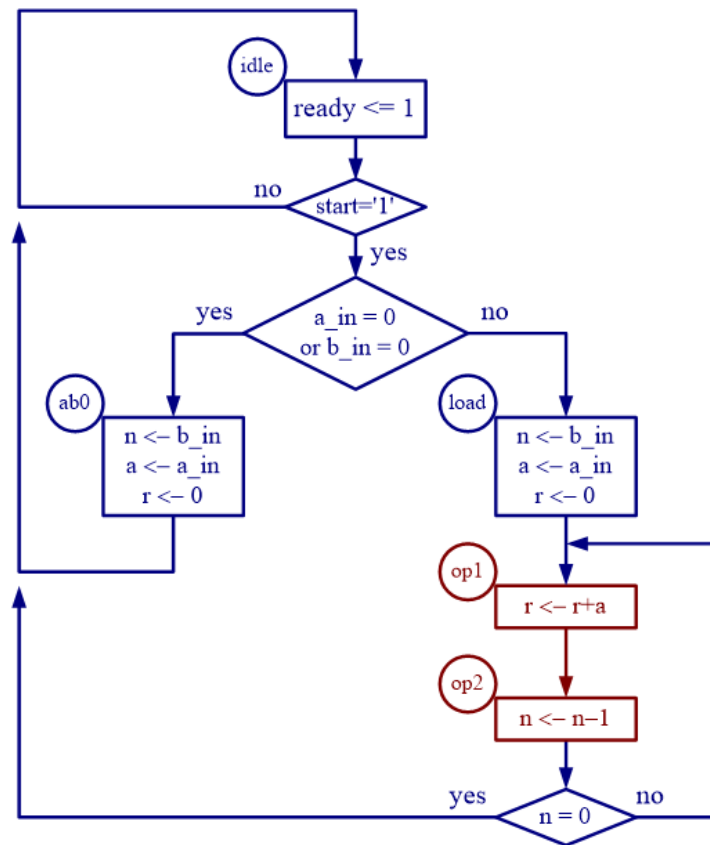 idle
ready <= 1
no
start='1'
yes
yes
a_in = 0
or b_in = 0
no
ab0
n <– b_in
a <– a_in
r <– 0
load
n <– b_in
a <– a_in
r <– 0
op1
r <– r+a
op2
n <– n–1
yes
n = 0
no